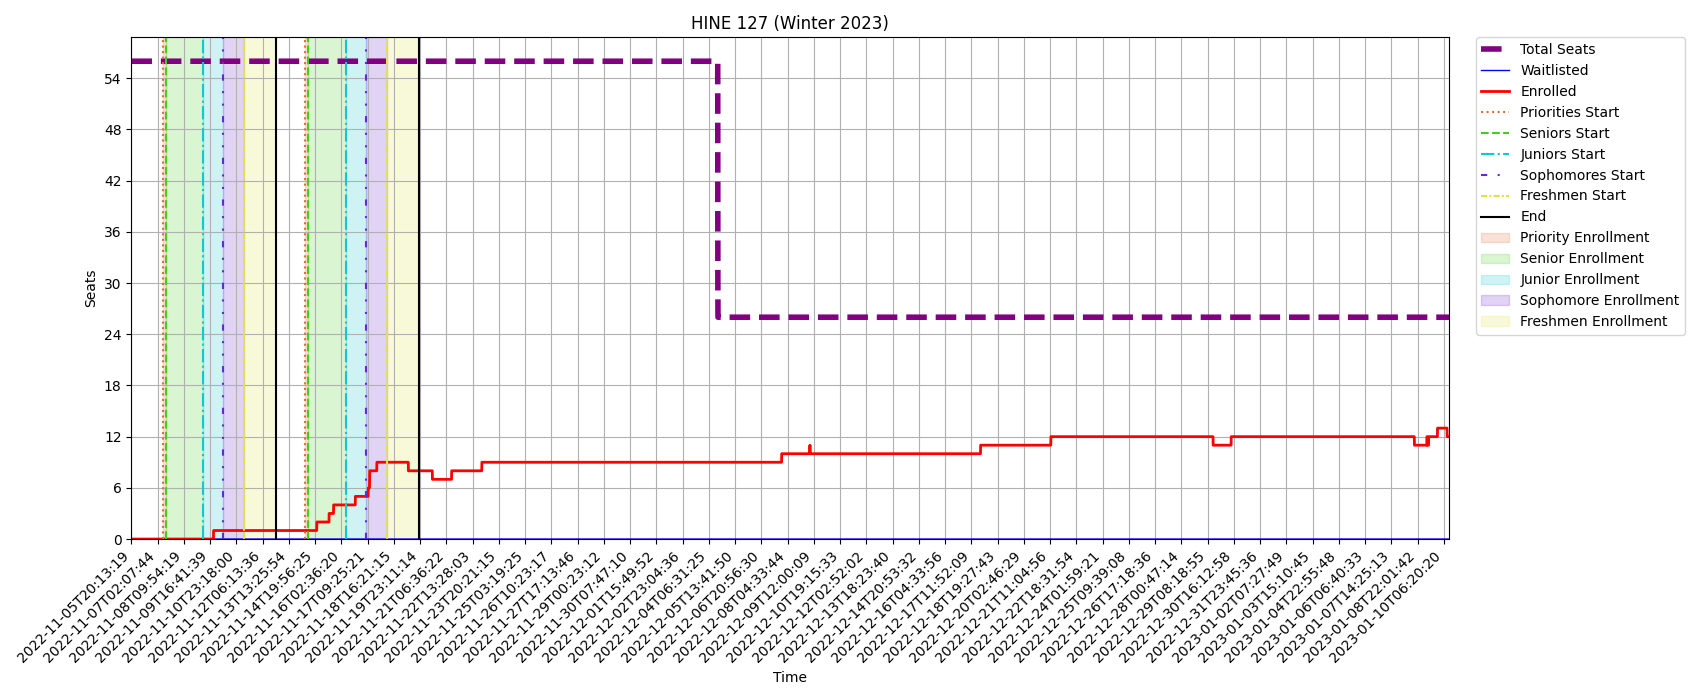 HINE 127 (Winter 2023)
Seats
54
48
42
36
30
24
18
12
6
0
2022-11-05T20:13:19
2022-11-07T02:07:44
2022-11-08T09:54:19
2022-11-09T16:41:39
2022-11-10T23:18:00
2022-11-12T06:13:36
2022-11-13T13:25:54
2022-11-14T19:56:25
2022-11-16T02:36:20
2022-11-17T09:25:21
2022-11-18T16:21:15
2022-11-19T23:11:14
2022-11-21T06:36:22
2022-11-22T13:28:03
2022-11-23T20:21:15
2022-11-25T03:19:25
2022-11-26T10:23:17
2022-11-27T17:13:46
2022-11-29T00:23:12
2022-11-30T07:47:10
2022-12-01T15:49:52
2022-12-02T23:04:36
2022-12-04T06:31:25
2022-12-05T13:41:50
2022-12-06T20:56:30
2022-12-08T04:33:44
2022-12-09T12:00:09
2022-12-10T19:15:33
2022-12-12T02:52:02
2022-12-13T18:23:40
2022-12-14T20:53:32
2022-12-16T04:33:56
2022-12-17T11:52:09
2022-12-18T19:27:43
2022-12-20T02:46:29
2022-12-21T11:04:56
2022-12-22T18:31:54
2022-12-24T01:59:21
2022-12-25T09:39:08
2022-12-26T17:18:36
2022-12-28T00:47:14
2022-12-29T08:18:55
2022-12-30T16:12:58
2022-12-31T23:45:36
2023-01-02T07:27:49
2023-01-03T15:10:45
2023-01-04T22:55:48
2023-01-06T06:40:33
2023-01-07T14:25:13
2023-01-08T22:01:42
2023-01-10T06:20:20
Time
Total Seats
Waitlisted
Enrolled
Priorities Start
Seniors Start
Juniors Start
Sophomores Start
Freshmen Start
End
Priority Enrollment
Senior Enrollment
Junior Enrollment
Sophomore Enrollment
Freshmen Enrollment